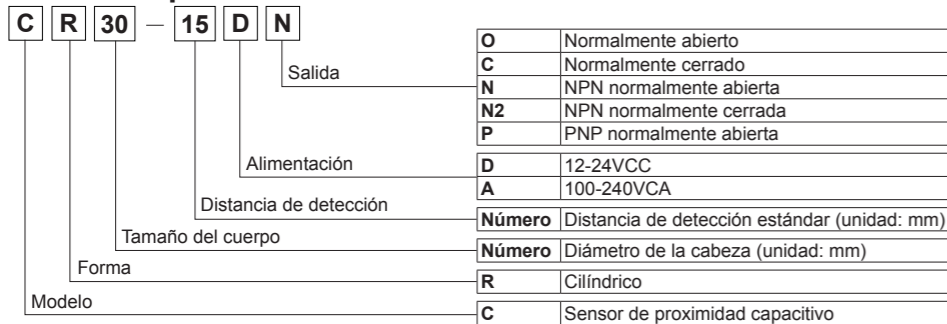 C R 30 — 15 D N
Salida
O Normalmente abierto
C Normalmente cerrado
N NPN normalmente abierta
N2 NPN normalmente cerrada
P PNP normalmente abierta
Alimentación
D 12-24VCC
A 100-240VCA
Distancia de detección
Número Distancia de detección estándar (unidad: mm)
Tamaño del cuerpo
Número Diámetro de la cabeza (unidad: mm)
Forma
R Cilíndrico
Modelo
C Sensor de proximidad capacitivo